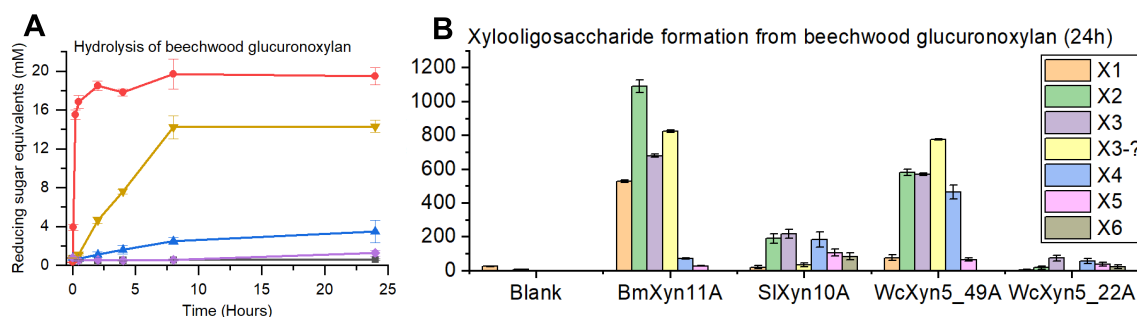 A
Hydrolysis of beechwood glucuronoxylan
Reducing sugar equivalents (mM)
20
16
12
8
4
0
0 5 10 15 20 25
Time (Hours)
B
Xylooligosaccharide formation from beechwood glucuronoxylan (24h)
1200
1000
800
600
400
200
0
Blank BmXyn11A SlXyn10A WcXyn5_49A WcXyn5_22A
X1
X2
X3
X3-?
X4
X5
X6